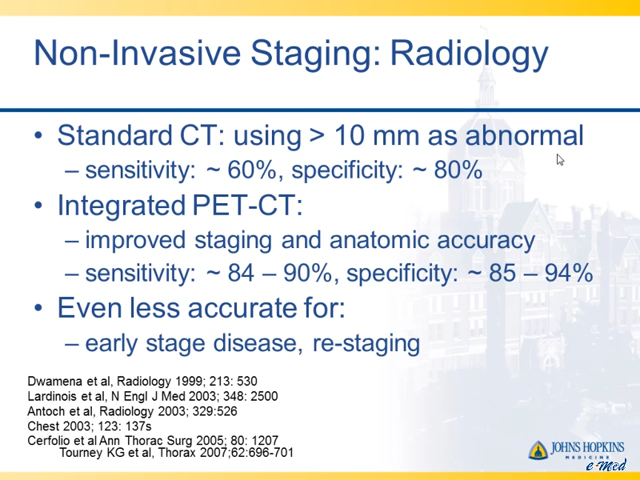 Non-Invasive Staging: Radiology
• Standard CT: using > 10 mm as abnormal
– sensitivity: ~ 60%, specificity: ~ 80%
• Integrated PET-CT:
– improved staging and anatomic accuracy
– sensitivity: ~ 84 – 90%, specificity: ~ 85 – 94%
• Even less accurate for:
– early stage disease, re-staging
Dwamena et al, Radiology 1999; 213: 530
Lardinois et al, N Engl J Med 2003; 348: 2500
Antoch et al, Radiology 2003; 329:526
Chest 2003; 123: 137s
Cerfolio et al Ann Thorac Surg 2005; 80: 1207
Tourney KG et al, Thorax 2007;62:696-701
JOHNS HOPKINS
MEDICINE
e-Med